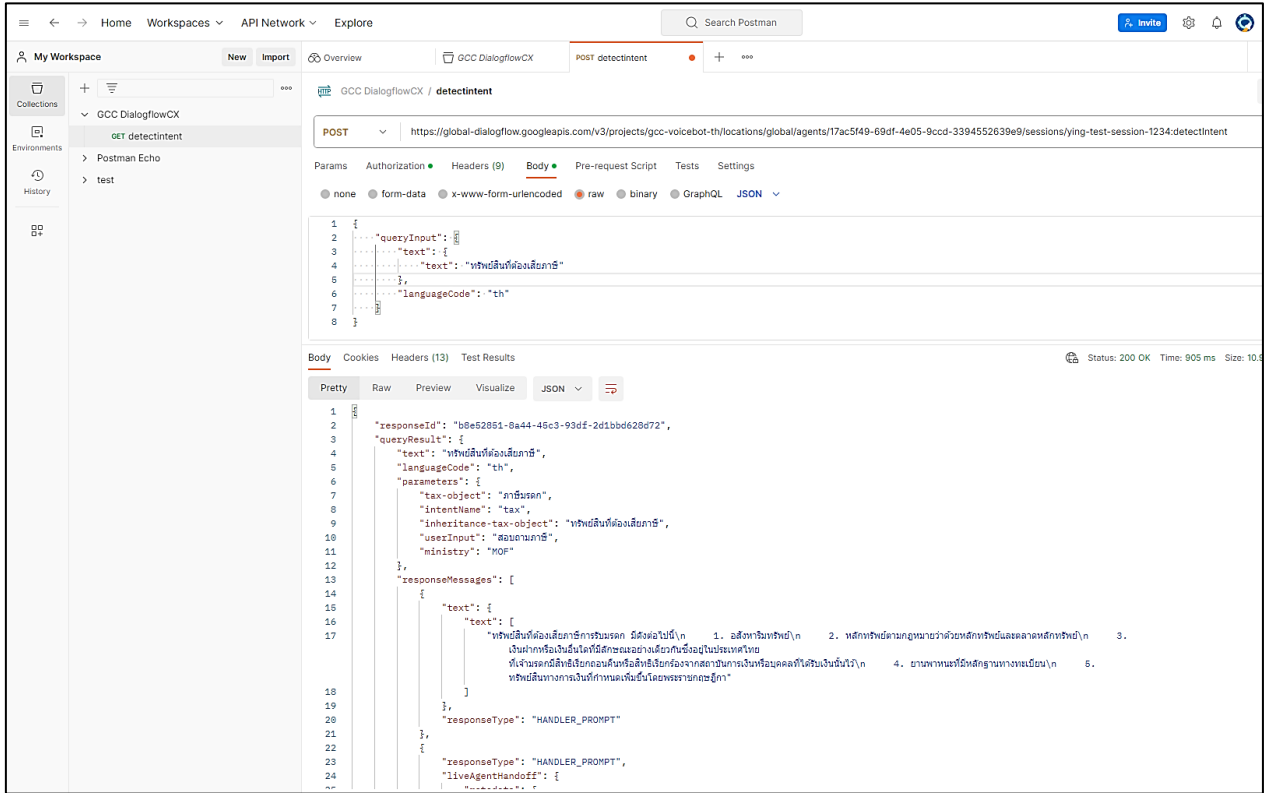 Home Workspaces API Network Explore Search Postman Invite
My Workspace New Import Overview GCC DialogflowCX POST detectintent
Collections
Environments
History
GCC DialogflowCX
GET detectintent
Postman Echo
test
HTTP GCC DialogflowCX / detectintent
POST https://global-dialogflow.googleapis.com/v3/projects/gcc-voicebot-th/locations/global/agents/17ac5f49-69df-4e05-9ccd-3394552639e9/sessions/ying-test-session-1234:detectIntent
Params Authorization Headers (9) Body Pre-request Script Tests Settings
none form-data x-www-form-urlencoded raw binary GraphQL JSON
1 {
2 "queryInput": {
3 "text": {
4 "text": "ทรัพย์สินที่ต้องเสียภาษี"
5 },
6 "languageCode": "th"
7 }
8 }
Body Cookies Headers (13) Test Results Status: 200 OK Time: 905 ms Size: 10.9
Pretty Raw Preview Visualize JSON
1 {
2 "responseId": "b8e52851-8a44-45c3-93df-2d1bbd628d72",
3 "queryResult": {
4 "text": "ทรัพย์สินที่ต้องเสียภาษี",
5 "languageCode": "th",
6 "parameters": {
7 "tax-object": "ภาษีมรดก",
8 "intentName": "tax",
9 "inheritance-tax-object": "ทรัพย์สินที่ต้องเสียภาษี",
10 "userInput": "สอบถามภาษี",
11 "ministry": "MOF"
12 },
13 "responseMessages": [
14 {
15 "text": {
16 "text": [
17 "ทรัพย์สินที่ต้องเสียภาษีการรับมรดก มีดังต่อไปนี้\n 1. อสังหาริมทรัพย์\n 2. หลักทรัพย์ตามกฎหมายว่าด้วยหลักทรัพย์และตลาดหลักทรัพย์\n 3.
เงินฝากหรือเงินอื่นใดที่มีลักษณะอย่างเดียวกันซึ่งอยู่ในประเทศไทย
ที่เจ้ามรดกมีสิทธิเรียกถอนคืนหรือสิทธิเรียกร้องจากสถาบันการเงินหรือบุคคลที่ได้รับเงินนั้นไว้\n 4. ยานพาหนะที่มีหลักฐานทางทะเบียน\n 5.
ทรัพย์สินทางการเงินที่กำหนดเพิ่มขึ้นโดยพระราชกฤษฎีกา"
18 ]
19 },
20 "responseType": "HANDLER_PROMPT"
21 },
22 {
23 "responseType": "HANDLER_PROMPT",
24 "liveAgentHandoff": {
25 "metadata": {